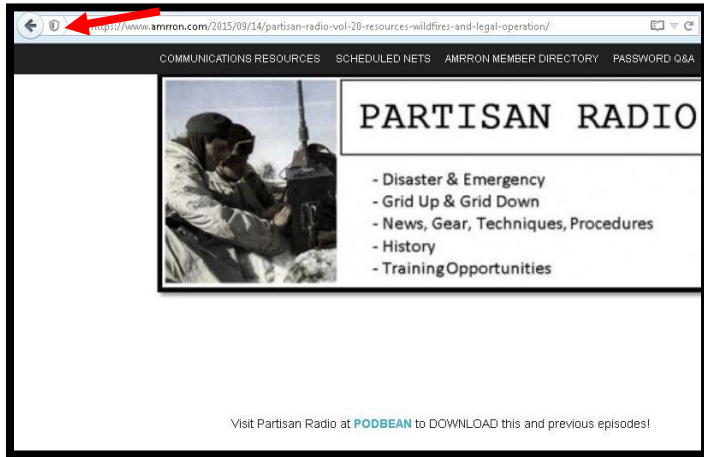 https://www.amrron.com/2015/09/14/partisan-radio-vol-20-resources-wildfires-and-legal-operation/
COMMUNICATIONS RESOURCES SCHEDULED NETS AMRRON MEMBER DIRECTORY PASSWORD Q&A
PARTISAN RADIO
- Disaster & Emergency
- Grid Up & Grid Down
- News, Gear, Techniques, Procedures
- History
- Training Opportunities
Visit Partisan Radio at PODBEAN to DOWNLOAD this and previous episodes!